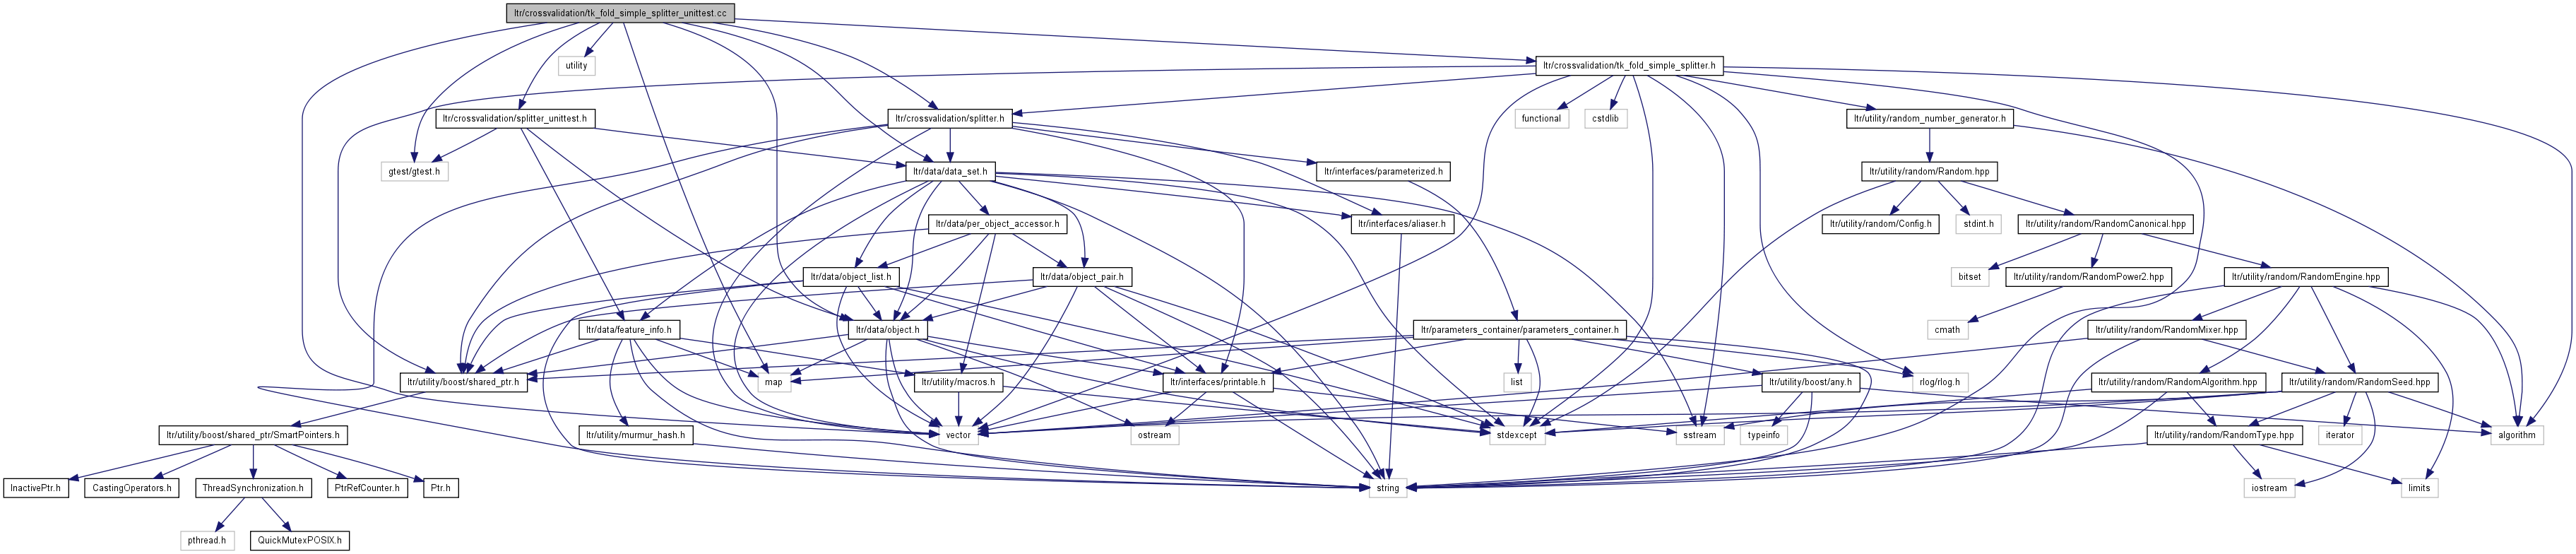 ltr/crossvalidation/tk_fold_simple_splitter_unittest.cc
utility
ltr/crossvalidation/tk_fold_simple_splitter.h
ltr/crossvalidation/splitter_unittest.h
ltr/crossvalidation/splitter.h
functional
cstdlib
ltr/utility/random_number_generator.h
gtest/gtest.h
ltr/data/data_set.h
ltr/interfaces/parameterized.h
ltr/utility/random/Random.hpp
ltr/data/per_object_accessor.h
ltr/interfaces/aliaser.h
ltr/utility/random/Config.h
stdint.h
ltr/utility/random/RandomCanonical.hpp
ltr/data/object_list.h
ltr/data/object_pair.h
bitset
ltr/utility/random/RandomPower2.hpp
ltr/utility/random/RandomEngine.hpp
ltr/data/feature_info.h
ltr/data/object.h
ltr/parameters_container/parameters_container.h
cmath
ltr/utility/random/RandomMixer.hpp
ltr/utility/boost/shared_ptr.h
map
ltr/utility/macros.h
ltr/interfaces/printable.h
list
ltr/utility/boost/any.h
rlog/rlog.h
ltr/utility/random/RandomAlgorithm.hpp
ltr/utility/random/RandomSeed.hpp
ltr/utility/boost/shared_ptr/SmartPointers.h
ltr/utility/murmur_hash.h
vector
ostream
stdexcept
sstream
typeinfo
ltr/utility/random/RandomType.hpp
iterator
algorithm
InactivePtr.h
CastingOperators.h
ThreadSynchronization.h
PtrRefCounter.h
Ptr.h
string
iostream
limits
pthread.h
QuickMutexPOSIX.h